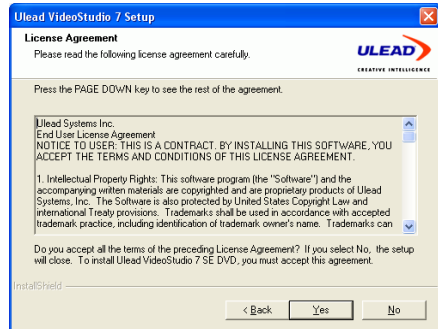 Ulead VideoStudio 7 Setup
License Agreement
Please read the following license agreement carefully.
ULEAD
CREATIVE INTELLIGENCE
Press the PAGE DOWN key to see the rest of the agreement.
Ulead Systems Inc.
End User License Agreement
NOTICE TO USER: THIS IS A CONTRACT. BY INSTALLING THIS SOFTWARE, YOU
ACCEPT THE TERMS AND CONDITIONS OF THIS LICENSE AGREEMENT.
1. Intellectual Property Rights: This software program (the "Software") and the
accompanying written materials are copyrighted and are proprietary products of Ulead
Systems, Inc. The Software is also protected by United States Copyright Law and
international Treaty provisions. Trademarks shall be used in accordance with accepted
trademark practice, including identification of trademark owner's name. Trademarks can
Do you accept all the terms of the preceding License Agreement? If you select No, the setup
will close. To install Ulead VideoStudio 7 SE DVD, you must accept this agreement.
InstallShield
< Back Yes No